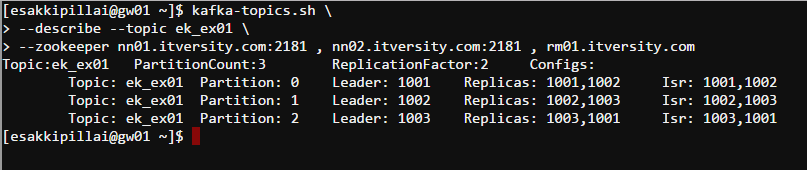 [esakkipillai@gw01 ~]$ kafka-topics.sh \
> --describe --topic ek_ex01 \
> --zookeeper nn01.itversity.com:2181 , nn02.itversity.com:2181 , rm01.itversity.com
Topic:ek_ex01   PartitionCount:3        ReplicationFactor:2     Configs:
        Topic: ek_ex01  Partition: 0    Leader: 1001    Replicas: 1001,1002     Isr: 1001,1002
        Topic: ek_ex01  Partition: 1    Leader: 1002    Replicas: 1002,1003     Isr: 1002,1003
        Topic: ek_ex01  Partition: 2    Leader: 1003    Replicas: 1003,1001     Isr: 1003,1001
[esakkipillai@gw01 ~]$